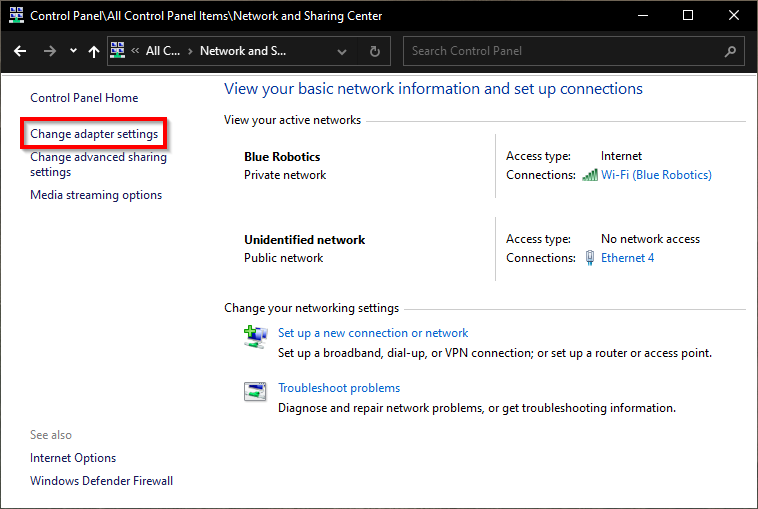 Control Panel\All Control Panel Items\Network and Sharing Center
All C... Network and S...
Search Control Panel
Control Panel Home
Change adapter settings
Change advanced sharing
settings
Media streaming options
View your basic network information and set up connections
View your active networks
Blue Robotics
Private network
Access type: Internet
Connections: Wi-Fi (Blue Robotics)
Unidentified network
Public network
Access type: No network access
Connections: Ethernet 4
Change your networking settings
Set up a new connection or network
Set up a broadband, dial-up, or VPN connection; or set up a router or access point.
Troubleshoot problems
Diagnose and repair network problems, or get troubleshooting information.
See also
Internet Options
Windows Defender Firewall